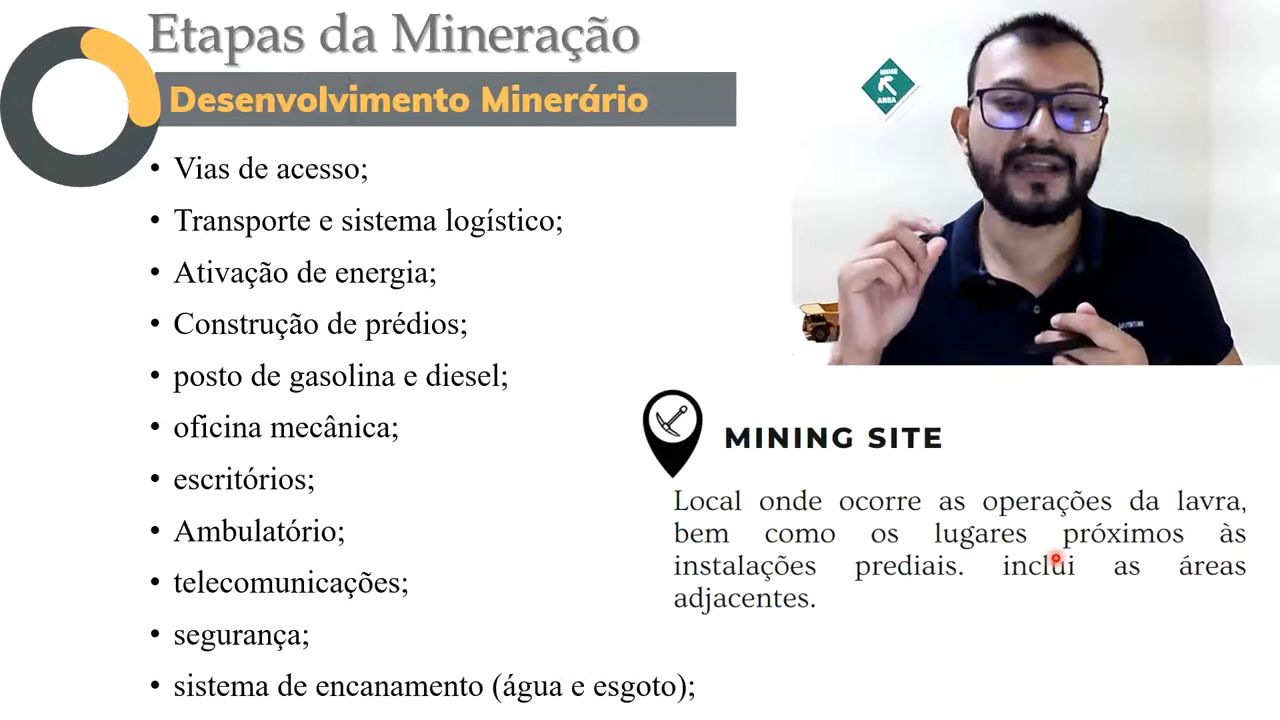 Etapas da Mineração
Desenvolvimento Minerário
• Vias de acesso;
• Transporte e sistema logístico;
• Ativação de energia;
• Construção de prédios;
• posto de gasolina e diesel;
• oficina mecânica;
• escritórios;
• Ambulatório;
• telecomunicações;
• segurança;
• sistema de encanamento (água e esgoto);
MINE
AREA
MINING SITE
Local onde ocorre as operações da lavra,
bem como os lugares próximos às
instalações prediais. inclui as áreas
adjacentes.